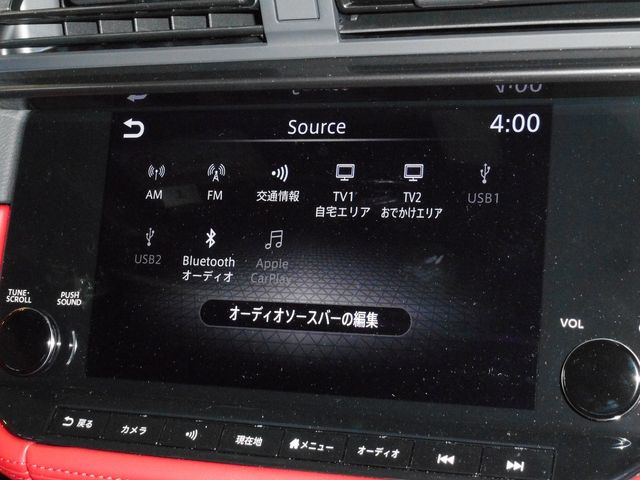 Source
4:00
AM
FM
交通情報
TV1
自宅エリア
TV2
おでかけエリア
USB1
USB2
Bluetooth
オーディオ
Apple
CarPlay
オーディオソースバーの編集
TUNE·
SCROLL
PUSH
SOUND
VOL
戻る
カメラ
現在地
メニュー
オーディオ